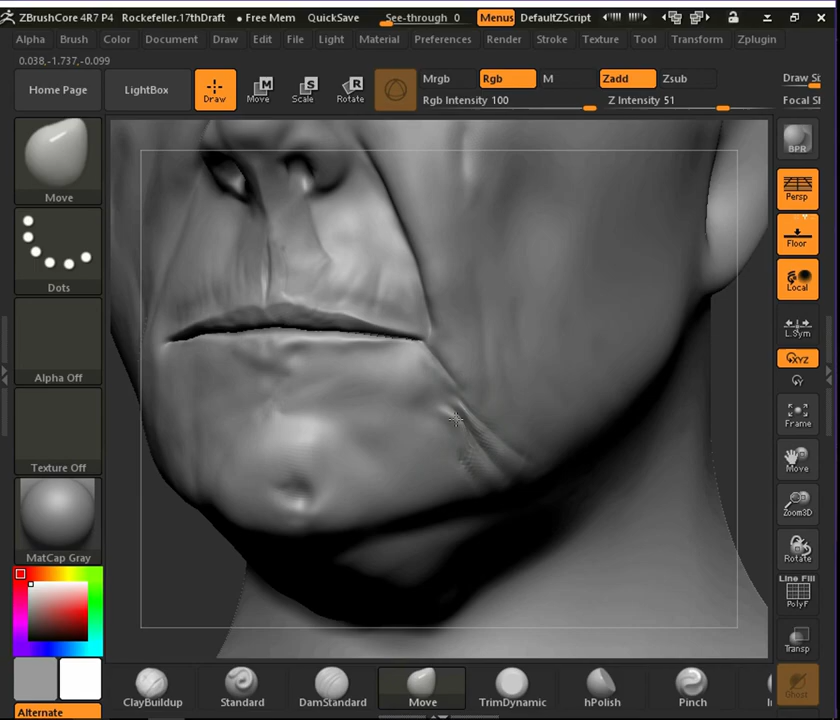 ZBrushCore 4R7 P4 Rockefeller.17thDraft • Free Mem QuickSave See-through 0 Menus DefaultZScript
Alpha Brush Color Document Draw Edit File Light Material Preferences Render Stroke Texture Tool Transform Zplugin
0.038,-1.737,-0.099
Home Page LightBox Draw Move Scale Rotate Mrgb Rgb M Zadd Zsub Draw Si
Rgb Intensity 100 Z Intensity 51 Focal S
Move
Dots
Alpha Off
Texture Off
MatCap Gray
Alternate
BPR
Persp
Floor
Local
L.Sym
XYZ
Frame
Move
Zoom3D
Rotate
Line Fill
PolyF
Transp
Ghost
ClayBuildup Standard DamStandard Move TrimDynamic hPolish Pinch